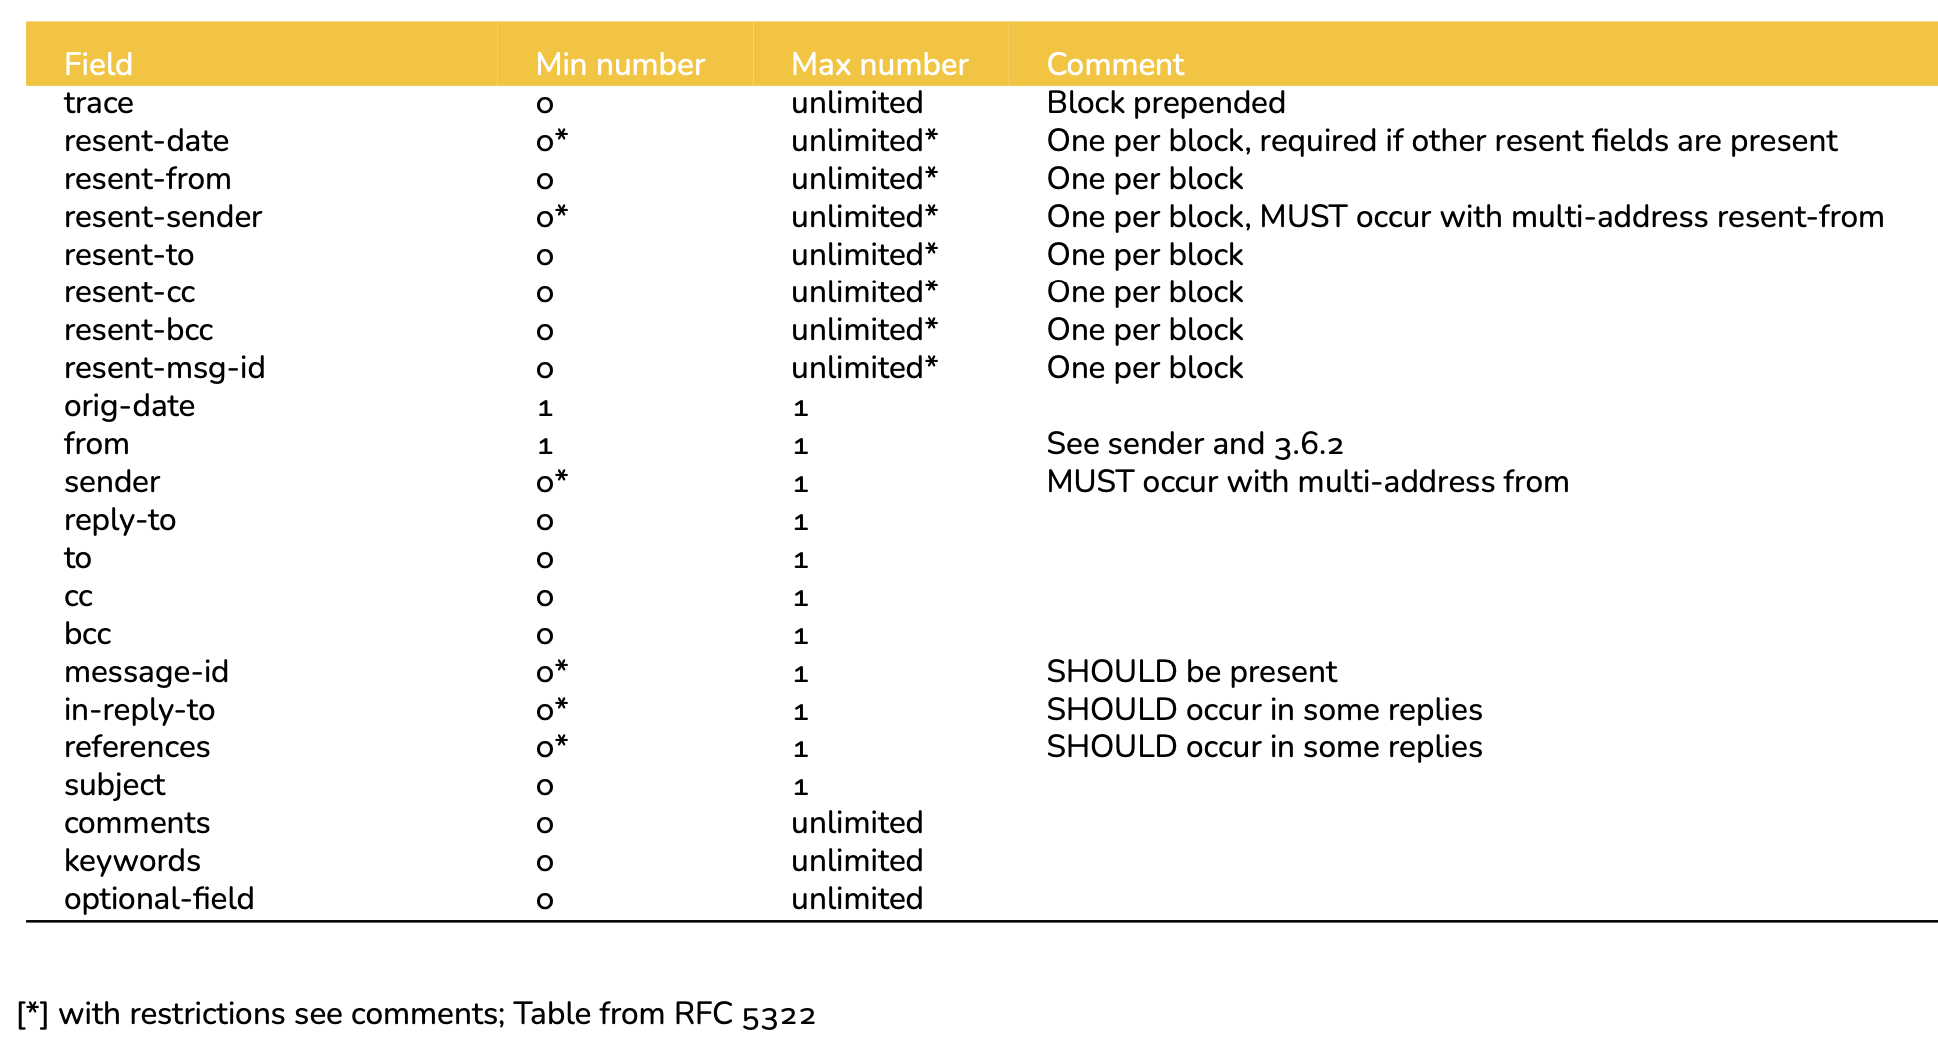 Field Min number Max number Comment
trace 0 unlimited Block prepended
resent-date 0* unlimited* One per block, required if other resent fields are present
resent-from 0 unlimited* One per block
resent-sender 0* unlimited* One per block, MUST occur with multi-address resent-from
resent-to 0 unlimited* One per block
resent-cc 0 unlimited* One per block
resent-bcc 0 unlimited* One per block
resent-msg-id 0 unlimited* One per block
orig-date 1 1
from 1 1 See sender and 3.6.2
sender 0* 1 MUST occur with multi-address from
reply-to 0 1
to 0 1
cc 0 1
bcc 0 1
message-id 0* 1 SHOULD be present
in-reply-to 0* 1 SHOULD occur in some replies
references 0* 1 SHOULD occur in some replies
subject 0 1
comments 0 unlimited
keywords 0 unlimited
optional-field 0 unlimited
[*] with restrictions see comments; Table from RFC 5322